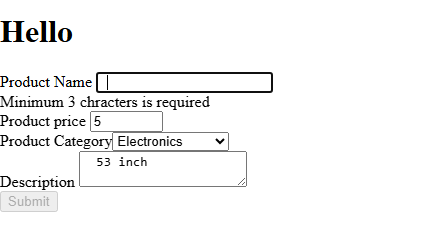 Hello
Product Name
Minimum 3 chracters is required
Product price 5
Product Category Electronics
53 inch
Description
Submit